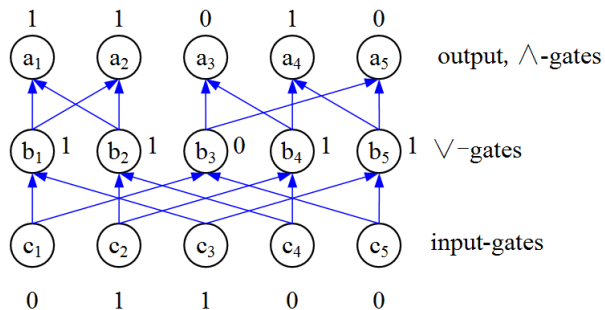 1 1 0 1 0
a₁ a₂ a₃ a₄ a₅ output, ∧-gates
b₁ 1 b₂ 1 b₃ 0 b₄ 1 b₅ 1 ∨-gates
c₁ c₂ c₃ c₄ c₅ input-gates
0 1 1 0 0